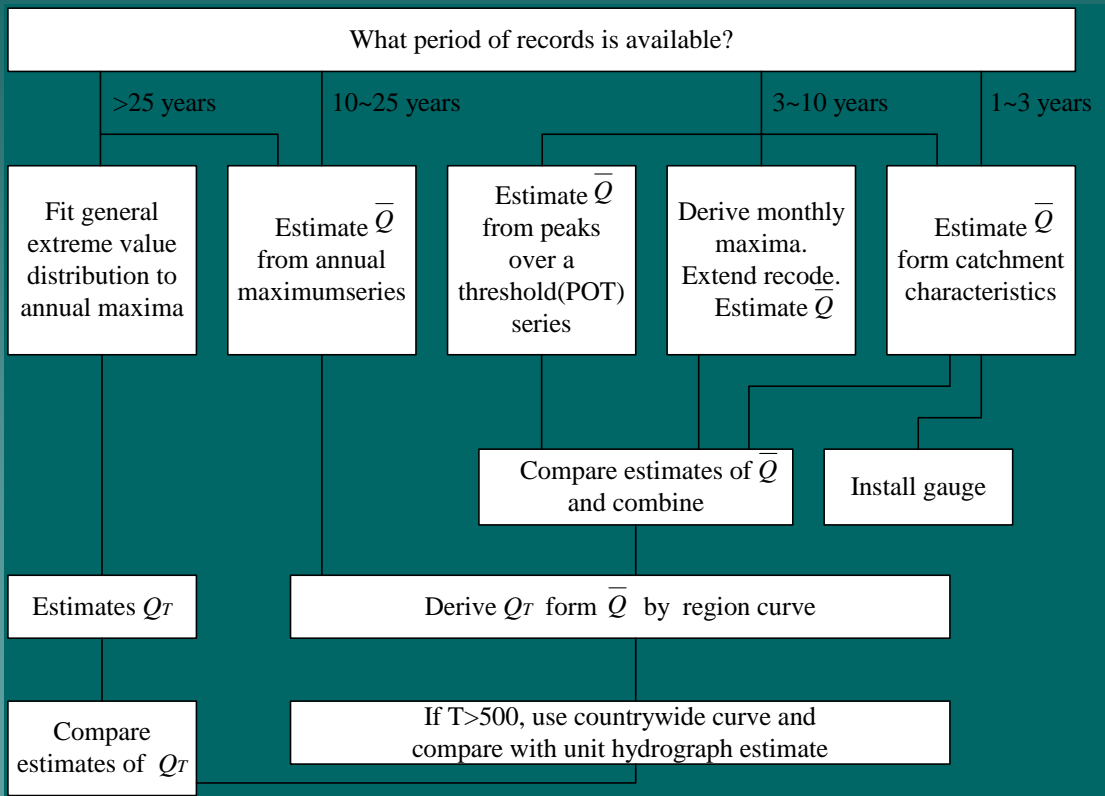 What period of records is available?
>25 years
10~25 years
3~10 years
1~3 years
Fit general
extreme value
distribution to
annual maxima
Estimate Q̅
from annual
maximumseries
Estimate Q̅
from peaks
over a
threshold(POT)
series
Derive monthly
maxima.
Extend recode.
Estimate Q̅
Estimate Q̅
form catchment
characteristics
Compare estimates of Q̅
and combine
Install gauge
Estimates QT
Derive QT form Q̅ by region curve
Compare
estimates of QT
If T>500, use countrywide curve and
compare with unit hydrograph estimate